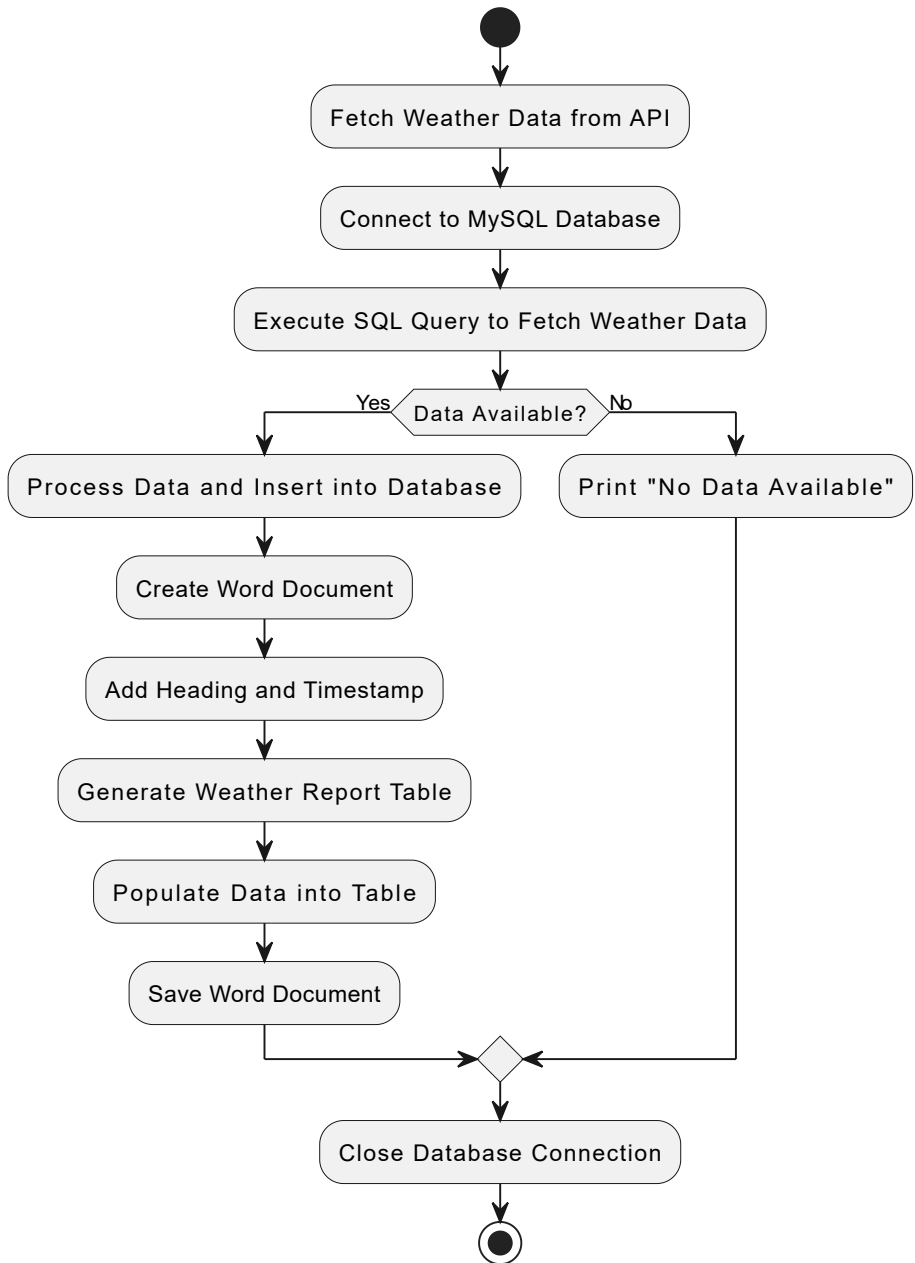 Fetch Weather Data from API
Connect to MySQL Database
Execute SQL Query to Fetch Weather Data
Yes
Data Available?
No
Process Data and Insert into Database
Print "No Data Available"
Create Word Document
Add Heading and Timestamp
Generate Weather Report Table
Populate Data into Table
Save Word Document
Close Database Connection